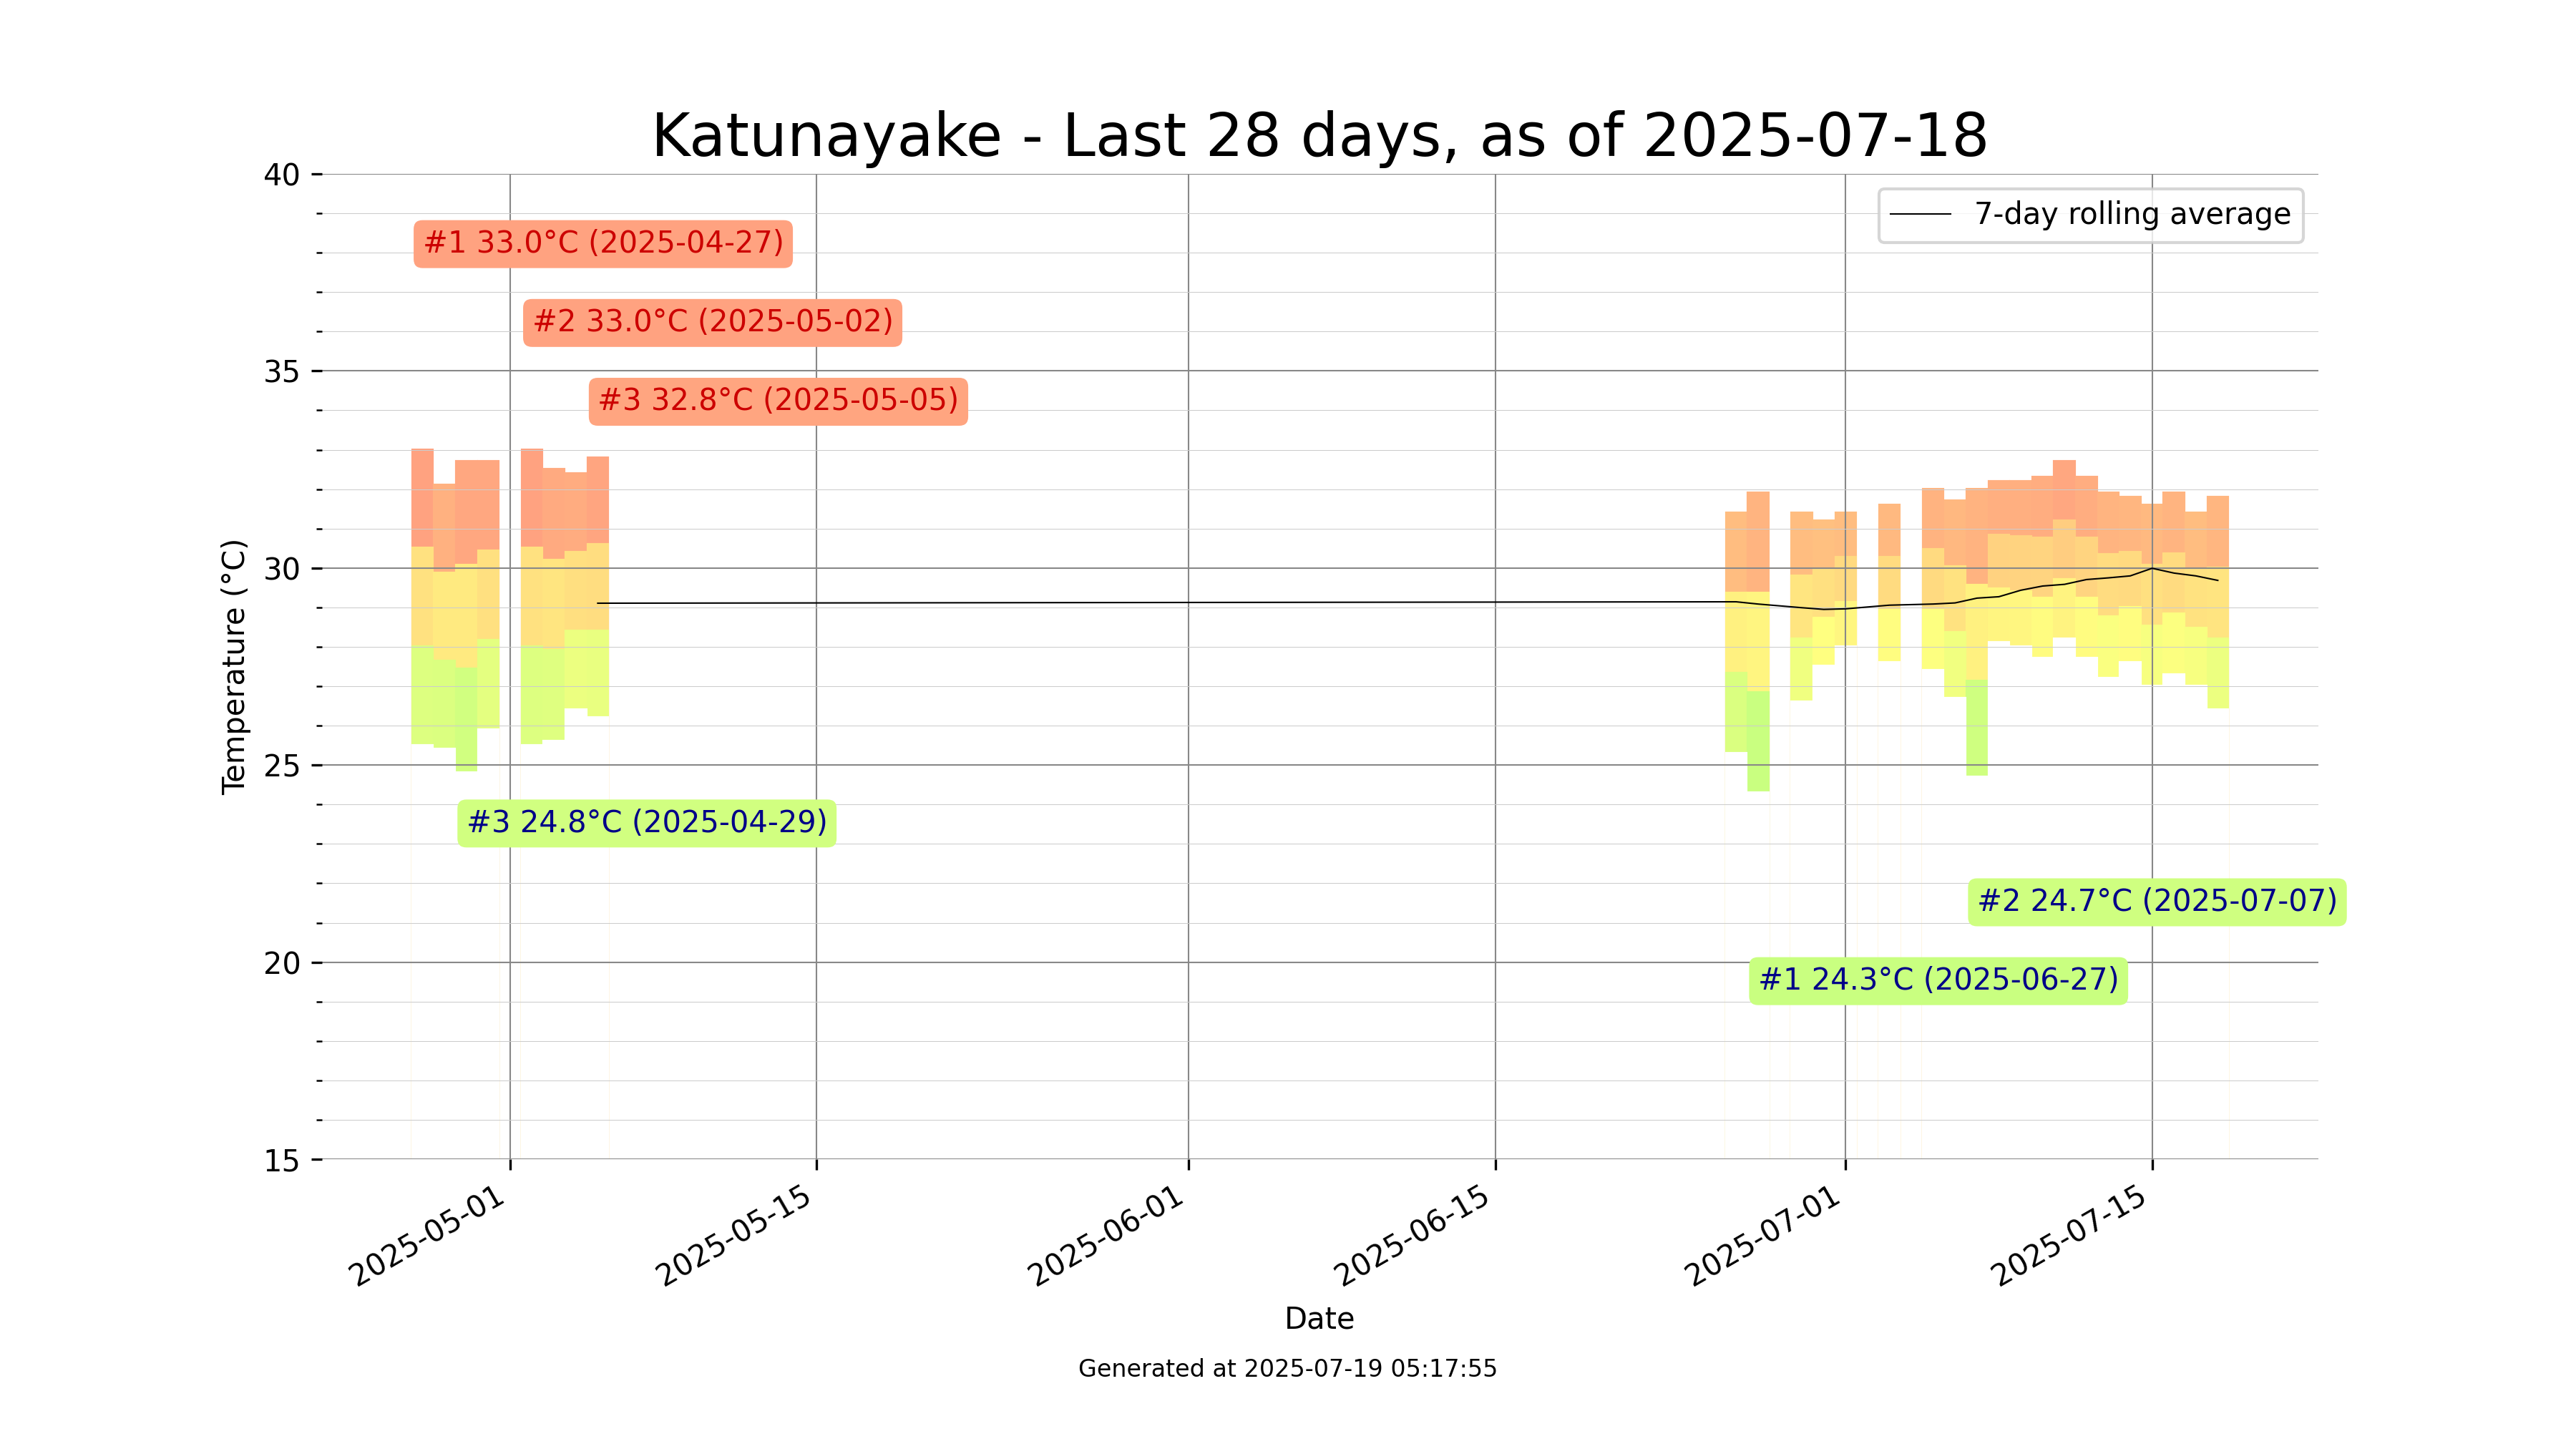 Katunayake - Last 28 days, as of 2025-07-18
7-day rolling average
#1 33.0°C (2025-04-27)
#2 33.0°C (2025-05-02)
#3 32.8°C (2025-05-05)
#3 24.8°C (2025-04-29)
#2 24.7°C (2025-07-07)
#1 24.3°C (2025-06-27)
Temperature (°C)
40
35
30
25
20
15
2025-05-01
2025-05-15
2025-06-01
2025-06-15
2025-07-01
2025-07-15
Date
Generated at 2025-07-19 05:17:55